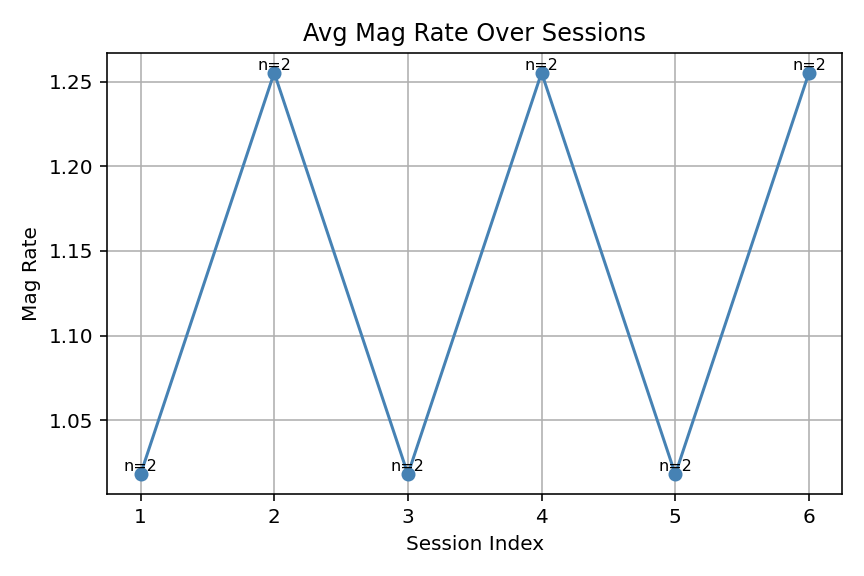 Avg Mag Rate Over Sessions
n=2 n=2 n=2
1.25
1.20
1.15
1.10
1.05
n=2 n=2 n=2
Mag Rate
1 2 3 4 5 6
Session Index